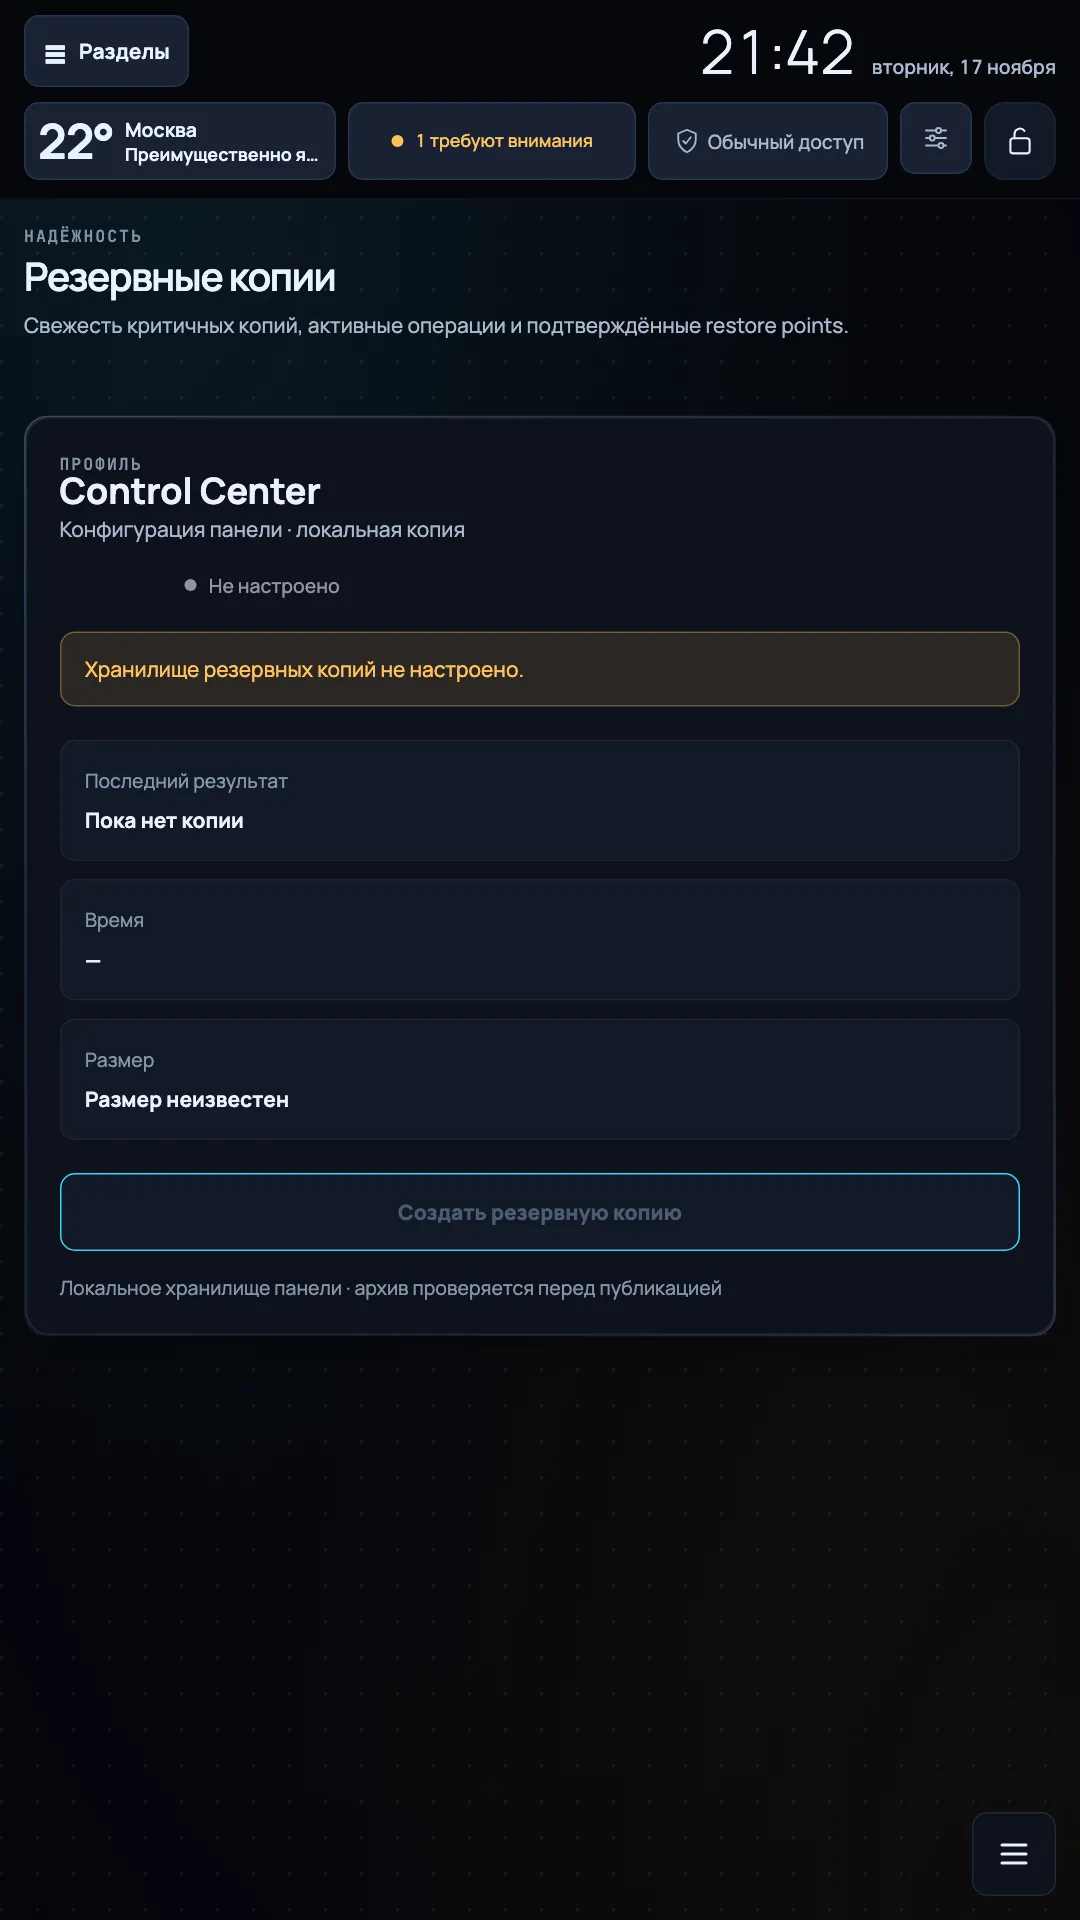 Разделы
21:42 вторник, 17 ноября
22° Москва
Преимущественно я...
1 требуют внимания
Обычный доступ
НАДЁЖНОСТЬ
Резервные копии
Свежесть критичных копий, активные операции и подтверждённые restore points.
ПРОФИЛЬ
Control Center
Конфигурация панели · локальная копия
Не настроено
Хранилище резервных копий не настроено.
Последний результат
Пока нет копии
Время
—
Размер
Размер неизвестен
Создать резервную копию
Локальное хранилище панели · архив проверяется перед публикацией